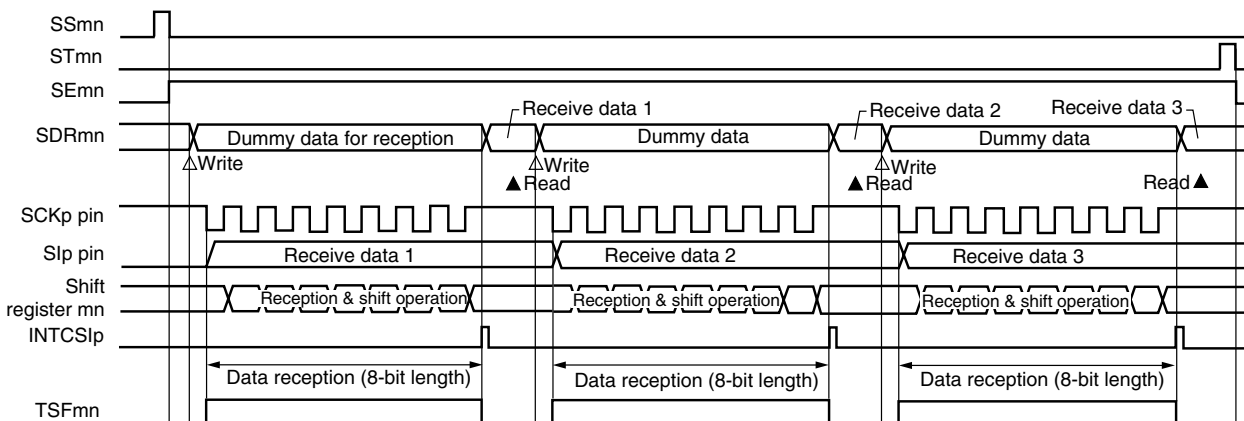 SSmn
STmn
SEmn
Receive data 1
Receive data 2
Receive data 3
SDRmn
Dummy data for reception
Dummy data
Dummy data
△Write
△Write
△Write
▲Read
▲Read
Read▲
SCKp pin
SIp pin
Receive data 1
Receive data 2
Receive data 3
Shift
register mn
Reception & shift operation
Reception & shift operation
Reception & shift operation
INTCSIp
Data reception (8-bit length)
Data reception (8-bit length)
Data reception (8-bit length)
TSFmn